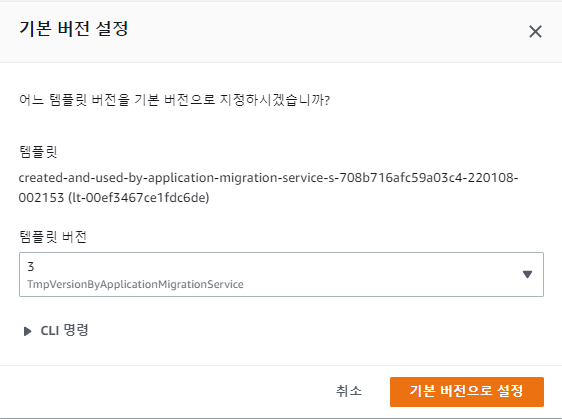 기본 버전 설정
어느 템플릿 버전을 기본 버전으로 지정하시겠습니까?
템플릿
created-and-used-by-application-migration-service-s-708b716afc59a03c4-220108-
002153 (lt-00ef3467ce1fdc6de)
템플릿 버전
3
TmpVersionByApplicationMigrationService
CLI 명령
취소
기본 버전으로 설정